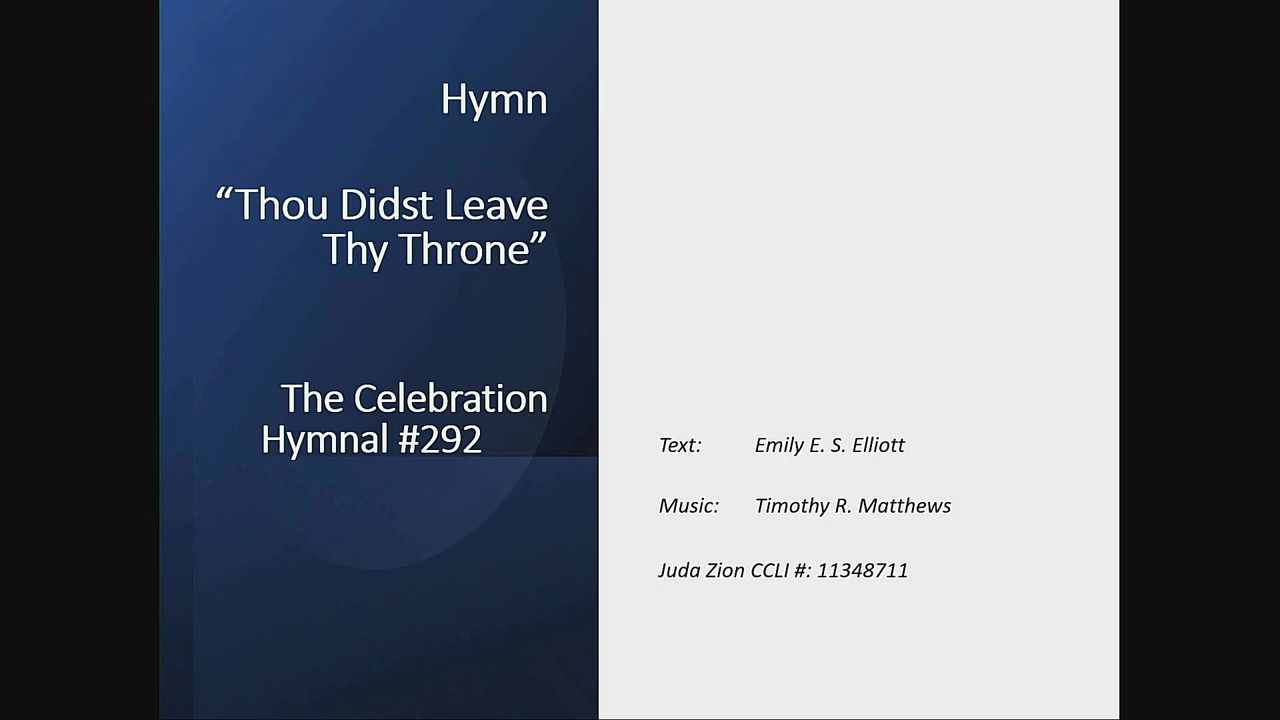 Hymn
“Thou Didst Leave
Thy Throne”
The Celebration
Hymnal #292
Text: Emily E. S. Elliott
Music: Timothy R. Matthews
Juda Zion CCLI #: 11348711